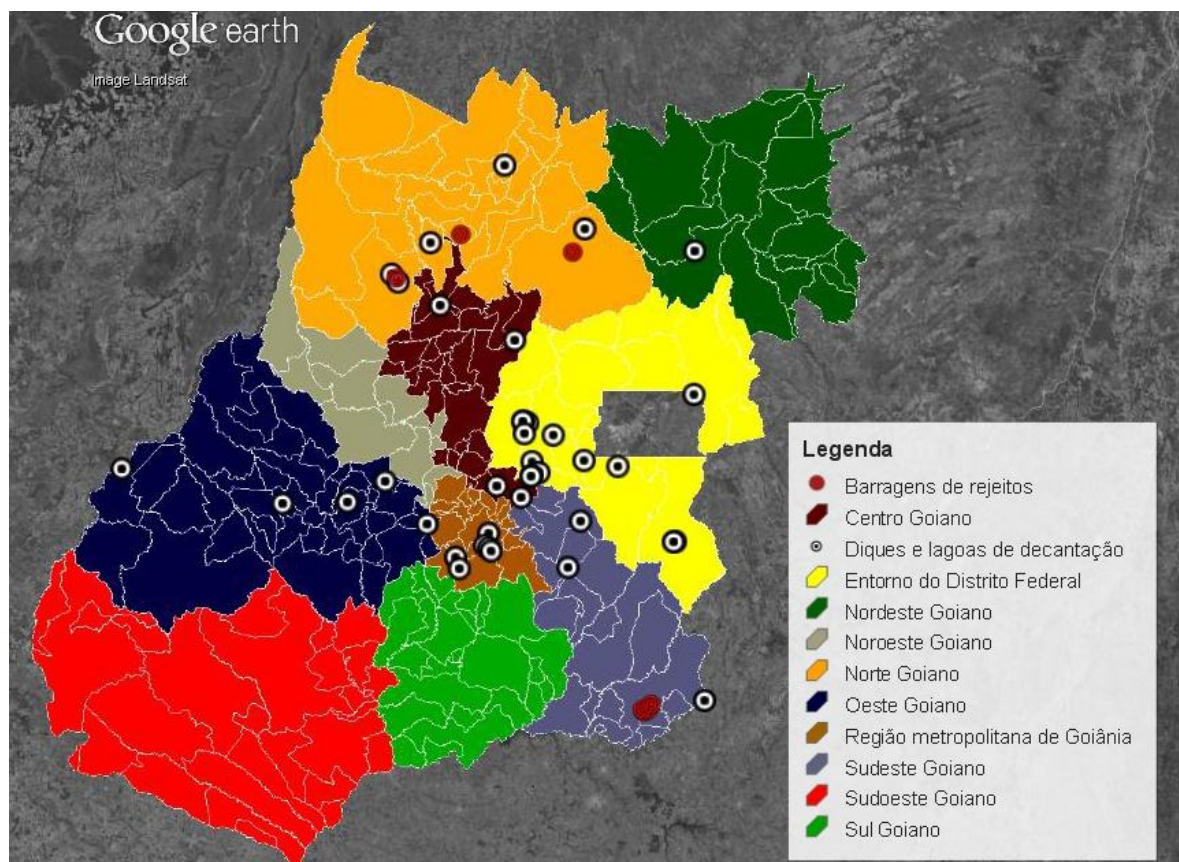 Google earth
Image Landsat
Legenda
Barragens de rejeitos
Centro Goiano
Diques e lagoas de decantação
Entorno do Distrito Federal
Nordeste Goiano
Noroeste Goiano
Norte Goiano
Oeste Goiano
Região metropolitana de Goiânia
Sudeste Goiano
Sudoeste Goiano
Sul Goiano